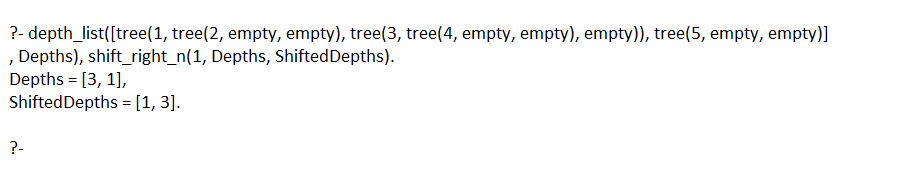 ?- depth_list([tree(1, tree(2, empty, empty), tree(3, tree(4, empty, empty), empty)), tree(5, empty, empty)]
, Depths), shift_right_n(1, Depths, ShiftedDepths).
Depths = [3, 1],
ShiftedDepths = [1, 3].
?-